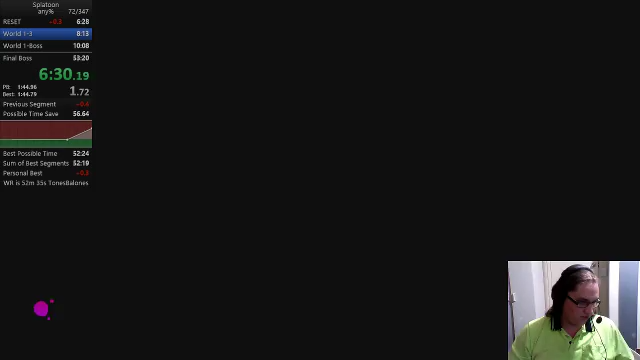 Splatoon
any% 72/347
RESET -0.3 6:28
World 1-3 8:13
World 1-Boss 10:08
Final Boss 53:20
6:30.19
PB: 1:44.96
Best: 1:44.79
1.72
Previous Segment -0.4
Possible Time Save 56.64
Best Possible Time 52:24
Sum of Best Segments 52:19
Personal Best -0.3
WR is 52m 35s TonesBalones